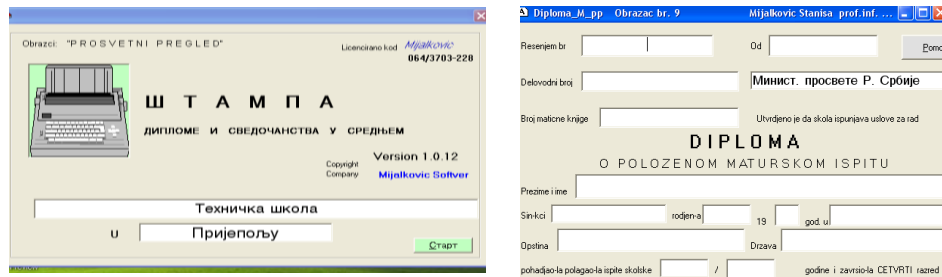 Obrazci: "PROSVETNI PREGLED"
Licencirano kod Mijalkovic
064/3703-228
ШТАМПА
ДИПЛОМЕ И СВЕДОЧАНСТВА У СРЕДЊЕМ
Version 1.0.12
Copyright
Company Mijalkovic Softver
Техничка школа
U Пријепољу
Старт
Diploma_M_pp Obrazac br. 9 Mijalkovic Stanisa prof.inf. ...
Resenjem br
Od
Pomo
Delovodni broj
Минист. просвете Р. Србије
Broj maticne knjige
Utvrdjeno je da skola ispunjava uslove za rad
DIPLOMA
O POLOZENOM MATURSKOM ISPITU
Prezime i ime
Sin-kci rodjen-a 19 god. u
Opstina Drzava
pohadjao-la polagao-la ispite skolske / godine i zavrsio-la CETVRTI razred